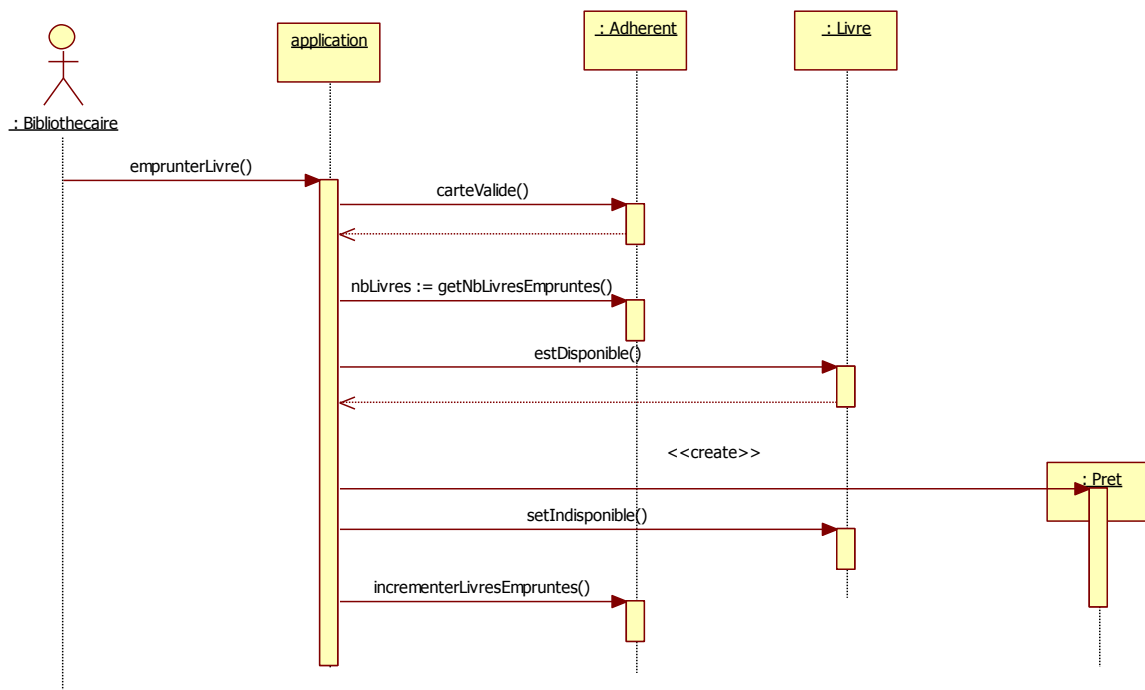 : Adherent
: Livre
application
: Bibliothecaire
emprunterLivre()
carteValide()
nbLivres := getNbLivresEmpruntes()
estDisponible()
<<create>>
: Pret
setIndisponible()
incrementerLivresEmpruntes()